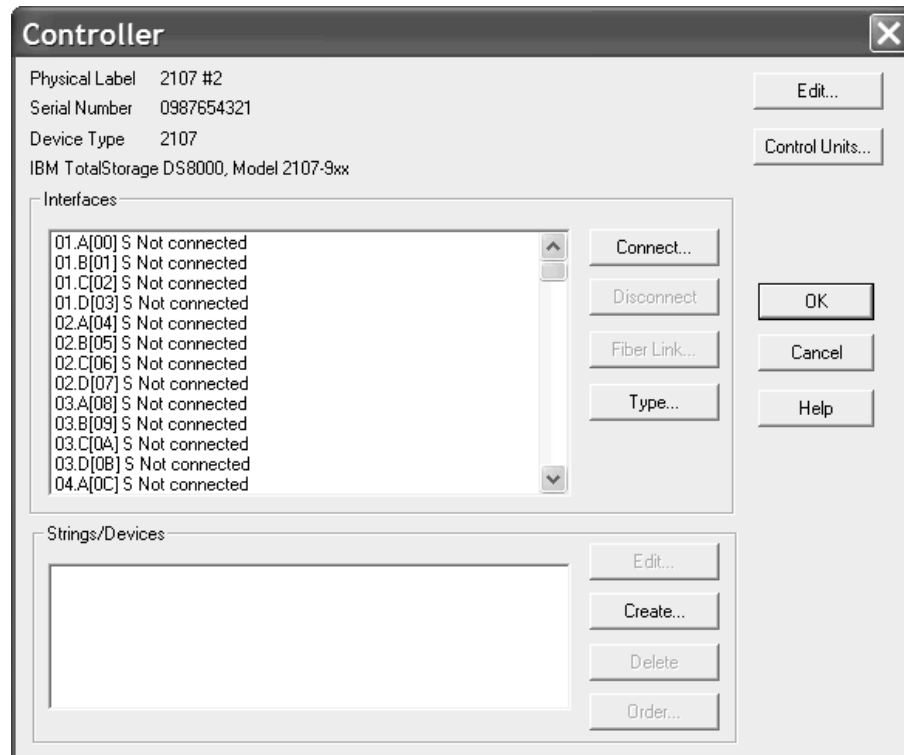 Controller
Physical Label 2107 #2
Edit...
Serial Number 0987654321
Device Type 2107
Control Units...
IBM TotalStorage DS8000, Model 2107-9xx
Interfaces
01.A[00] S Not connected
01.B[01] S Not connected
01.C[02] S Not connected
01.D[03] S Not connected
02.A[04] S Not connected
02.B[05] S Not connected
02.C[06] S Not connected
02.D[07] S Not connected
03.A[08] S Not connected
03.B[09] S Not connected
03.C[0A] S Not connected
03.D[0B] S Not connected
04.A[0C] S Not connected
Connect...
Disconnect
Fiber Link...
Type...
OK
Cancel
Help
Strings/Devices
Edit...
Create...
Delete
Order...